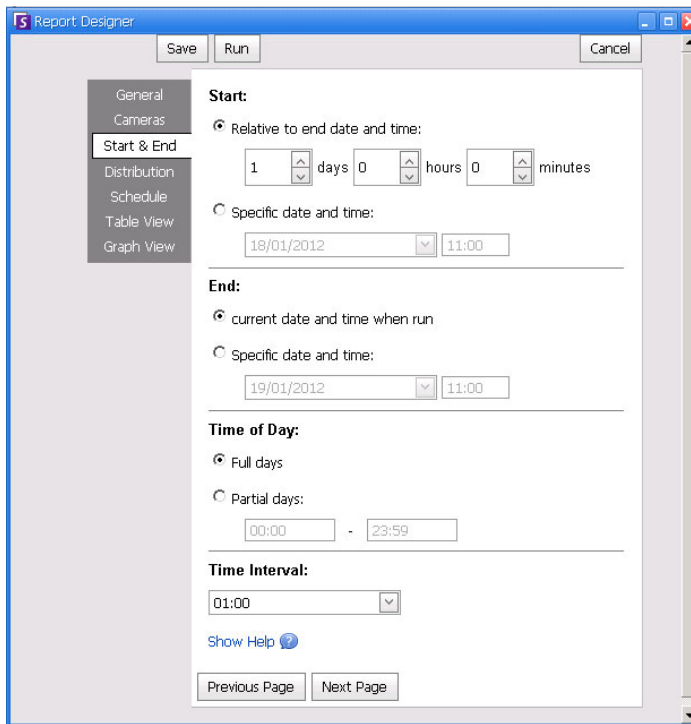 Report Designer
Save Run Cancel
General
Cameras
Start & End
Distribution
Schedule
Table View
Graph View
Start:
Relative to end date and time:
1 days 0 hours 0 minutes
Specific date and time:
18/01/2012 11:00
End:
current date and time when run
Specific date and time:
19/01/2012 11:00
Time of Day:
Full days
Partial days:
00:00 - 23:59
Time Interval:
01:00
Show Help ?
Previous Page Next Page